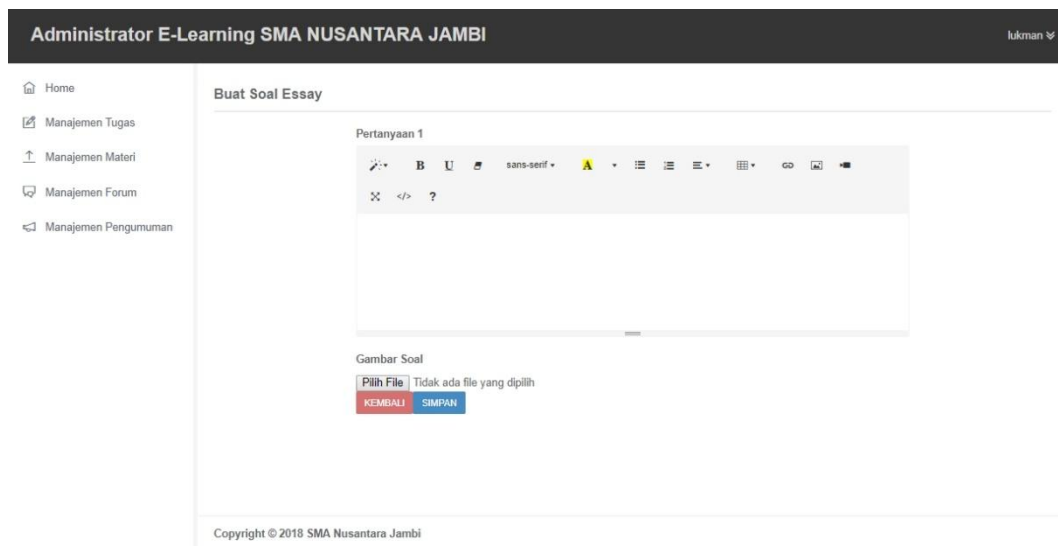 Administrator E-Learning SMA NUSANTARA JAMBI
lukman
Home
Manajemen Tugas
Manajemen Materi
Manajemen Forum
Manajemen Pengumuman
Buat Soal Essay
Pertanyaan 1
B U sans-serif A
</> ?
Gambar Soal
Pilih File Tidak ada file yang dipilih
KEMBALI SIMPAN
Copyright © 2018 SMA Nusantara Jambi